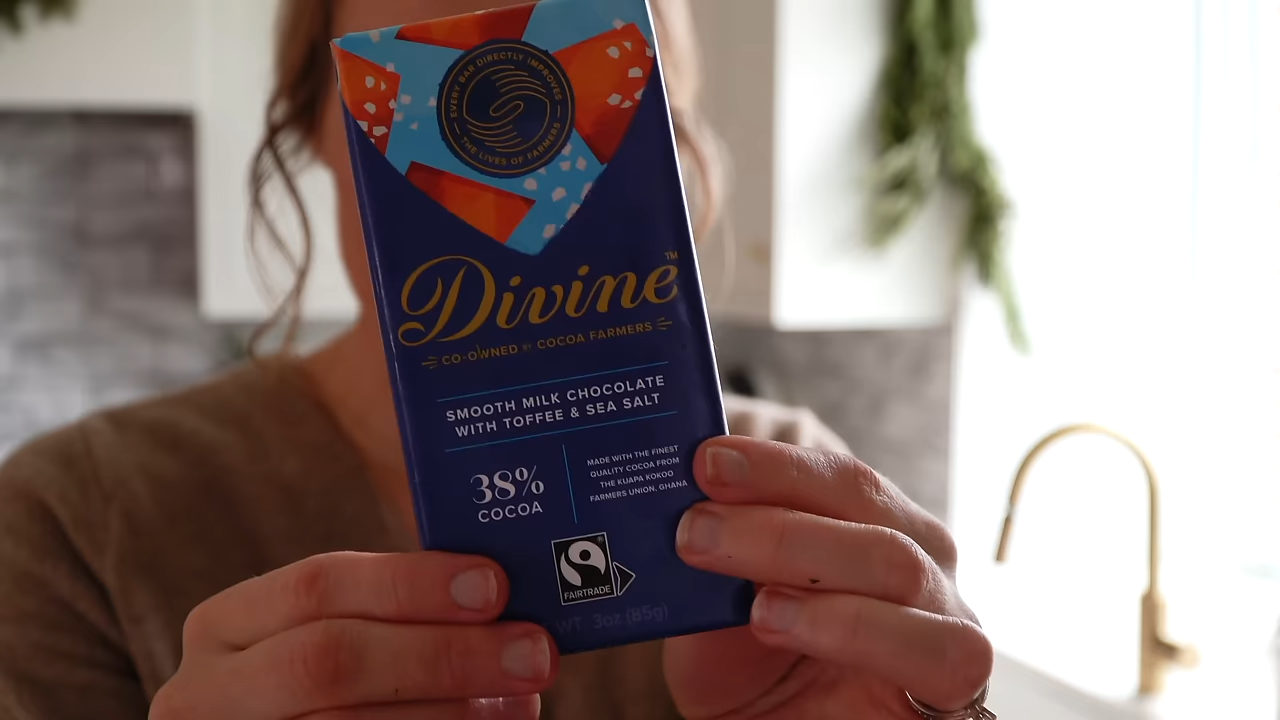 EVERY BAR DIRECTLY IMPROVES
THE LIVES OF FARMERS
Divine™
CO-OWNED BY COCOA FARMERS
SMOOTH MILK CHOCOLATE
WITH TOFFEE & SEA SALT
38%
COCOA
MADE WITH THE FINEST
QUALITY COCOA FROM
THE KUAPA KOKOO
FARMERS UNION, GHANA
FAIRTRADE
WT 3oz (85g)